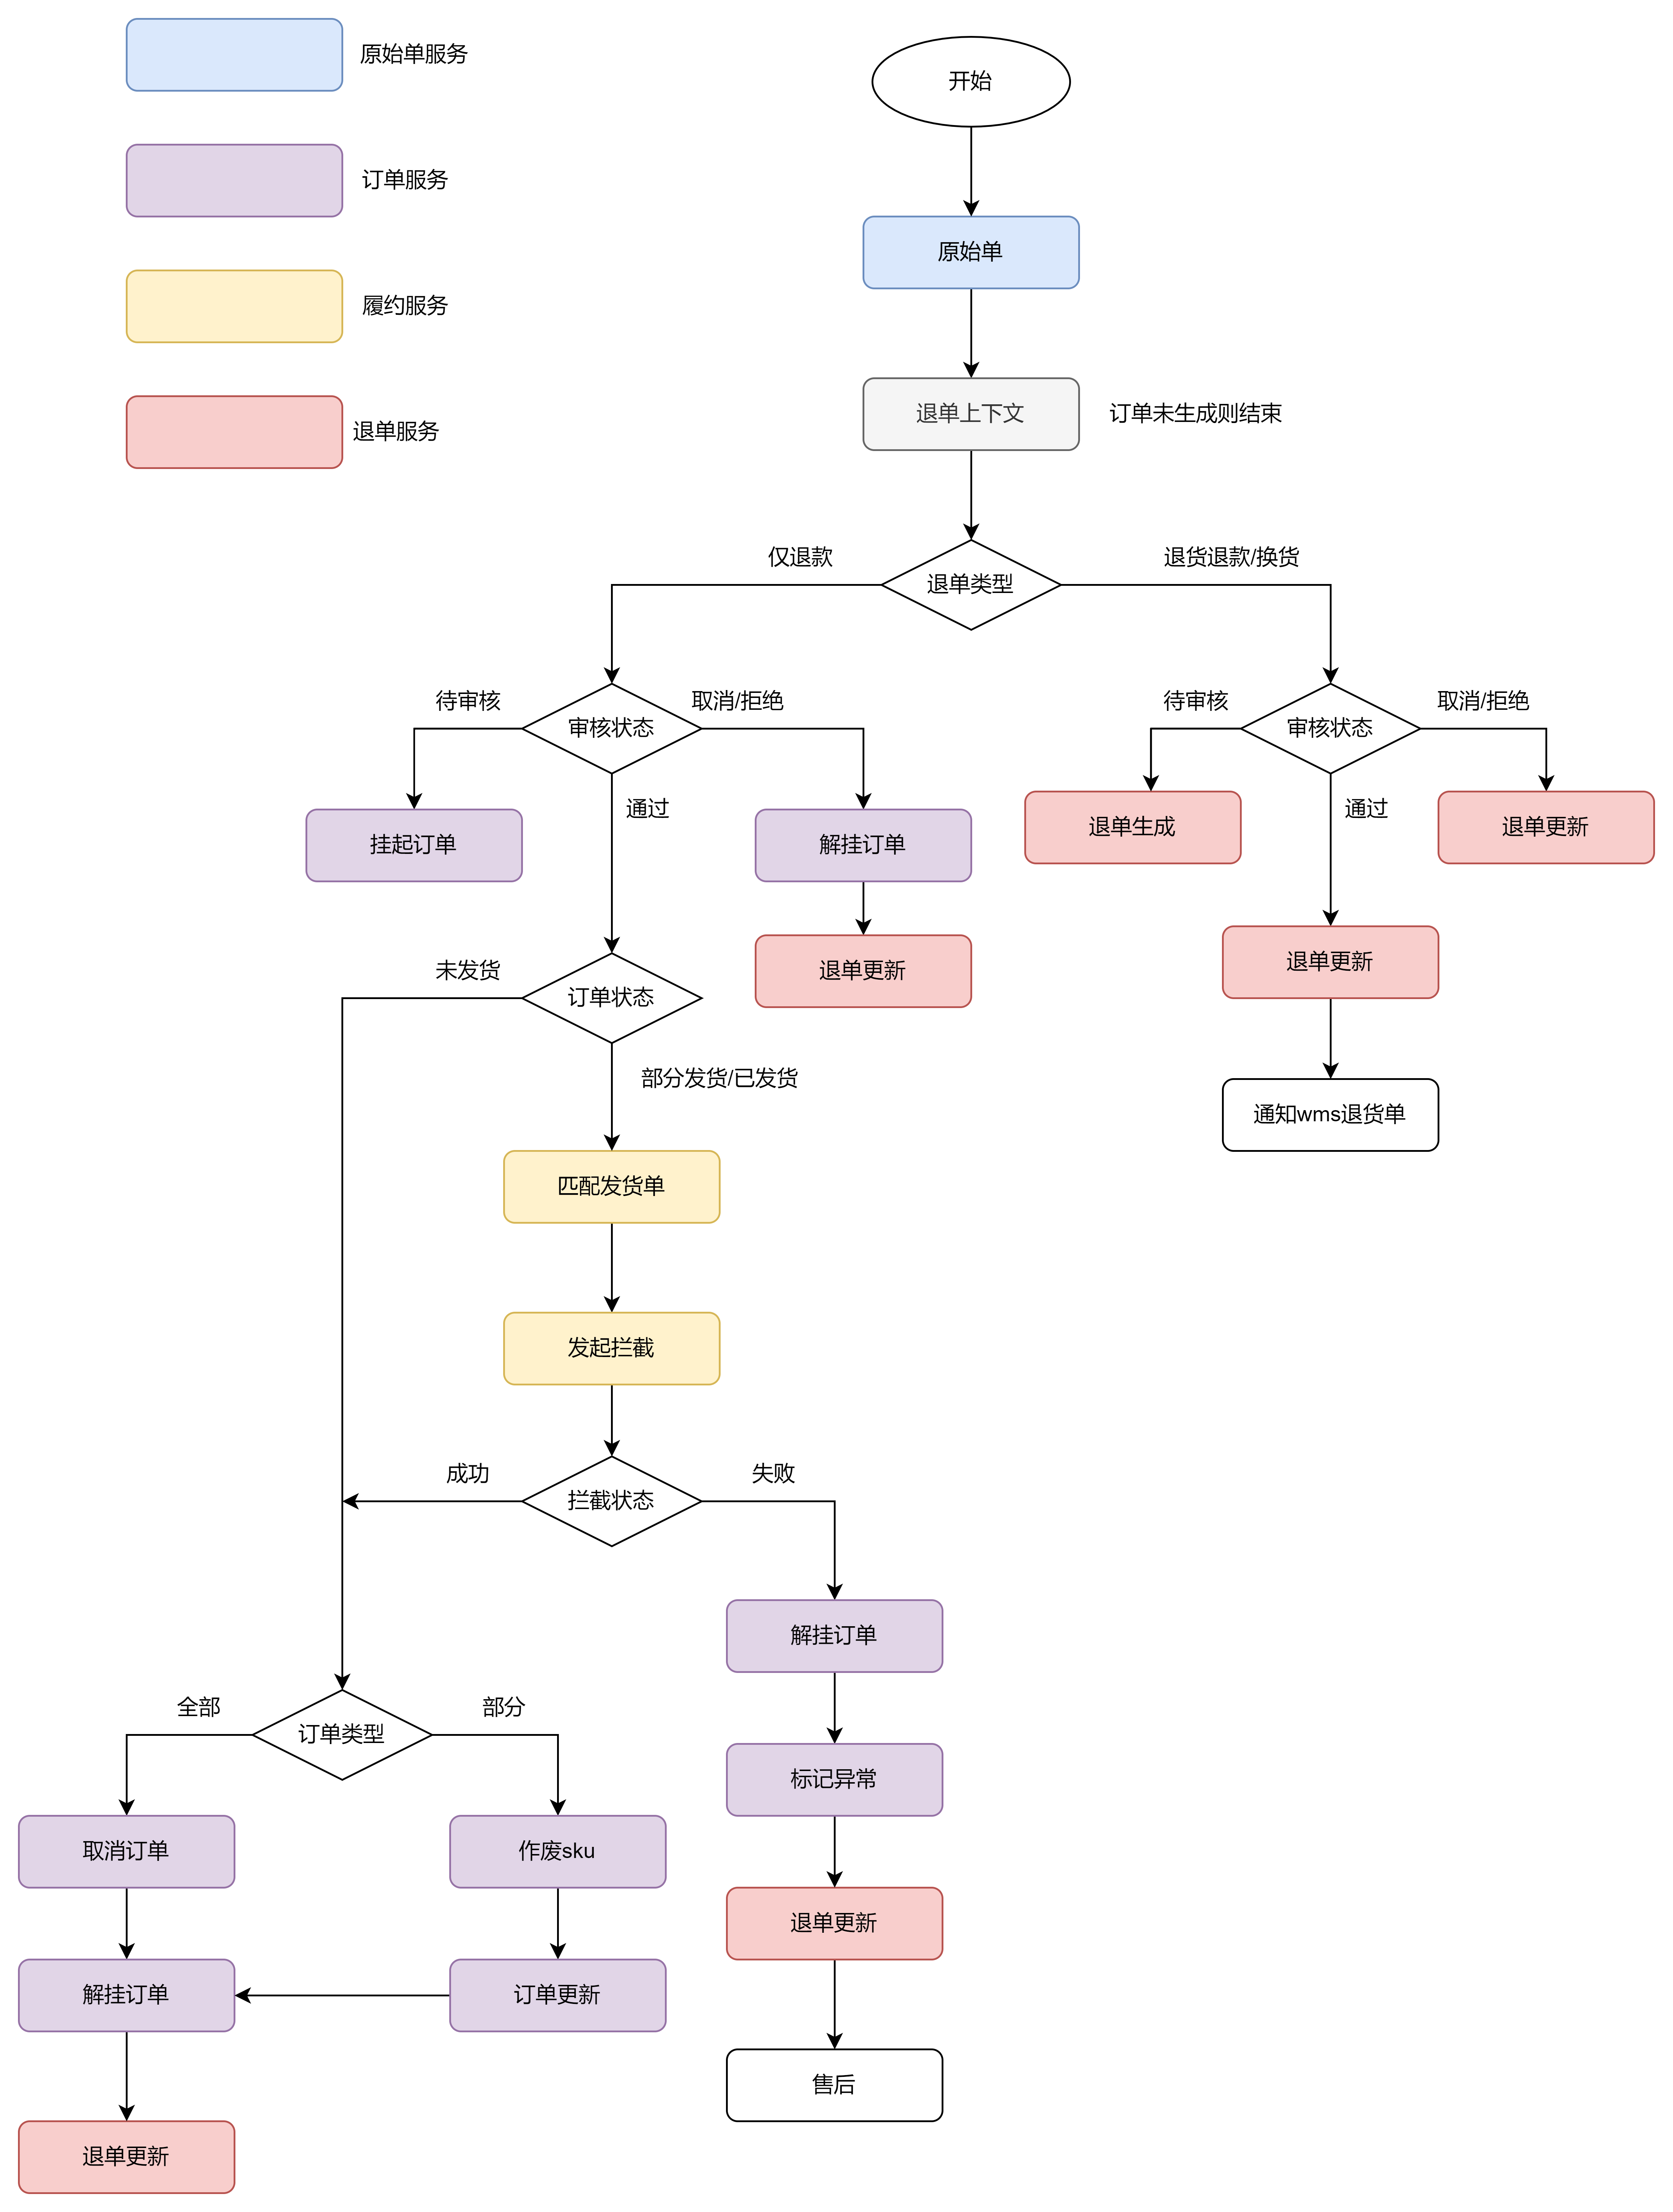 原始单服务
订单服务
履约服务
退单服务
开始
原始单
退单上下文
订单未生成则结束
退单类型
仅退款
退货退款/换货
审核状态
待审核
取消/拒绝
通过
挂起订单
解挂订单
退单更新
审核状态
待审核
取消/拒绝
通过
退单生成
退单更新
退单更新
通知wms退货单
订单状态
未发货
部分发货/已发货
匹配发货单
发起拦截
拦截状态
成功
失败
解挂订单
标记异常
退单更新
售后
订单类型
全部
部分
取消订单
作废sku
解挂订单
订单更新
退单更新